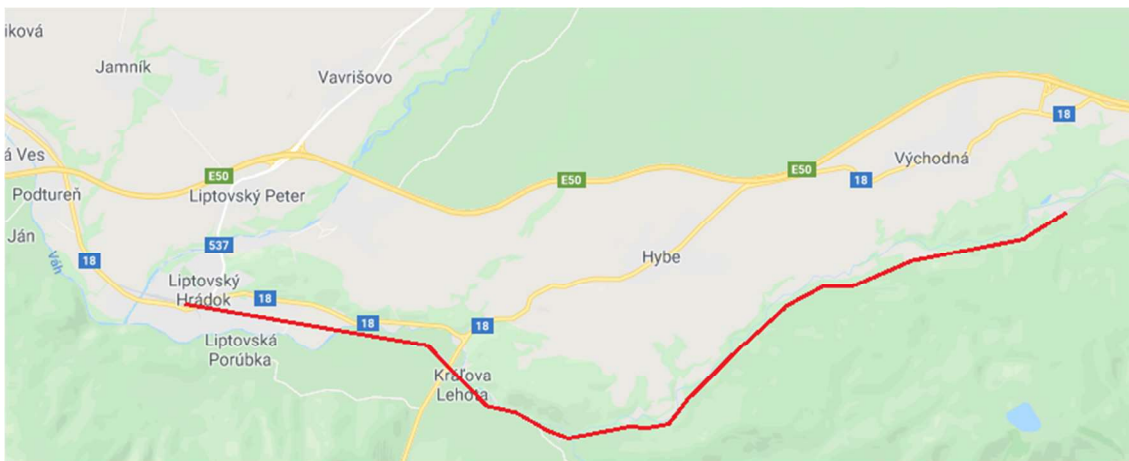 iková
Jamník
Vavrišovo
18
E50
Východná
á Ves
E50
E50
18
Podtureň
Liptovský Peter
Ján
537
Váh
18
Hybe
Liptovský
Hrádok
18
18
18
Liptovská
Porúbka
Kráľova
Lehota